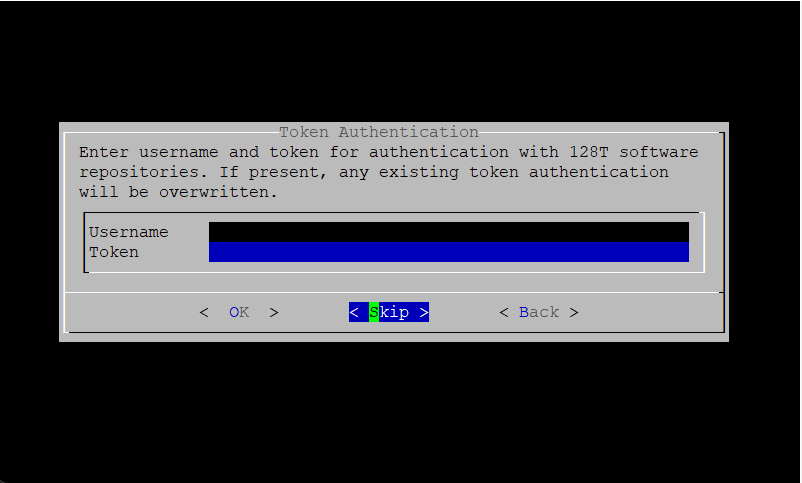 Token Authentication
Enter username and token for authentication with 128T software
repositories. If present, any existing token authentication
will be overwritten.
Username
Token
< OK > < Skip > < Back >